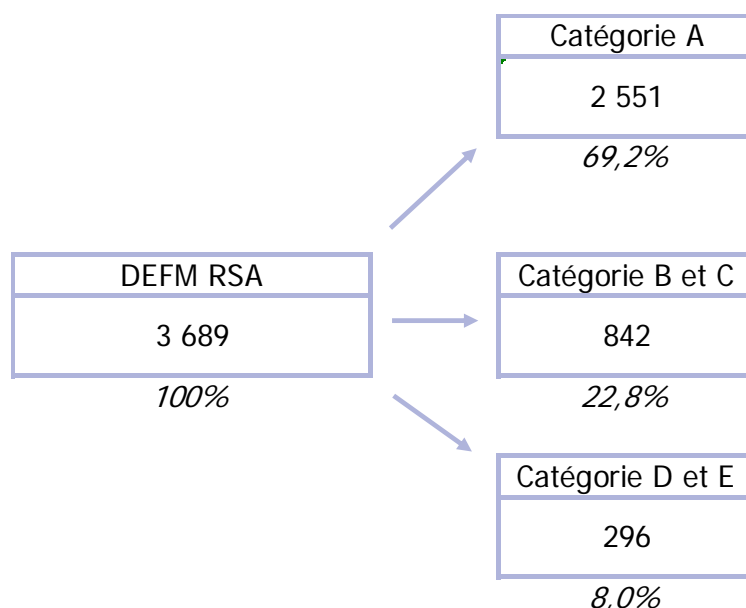 Catégorie A
2 551
69,2%
DEFM RSA
3 689
100%
Catégorie B et C
842
22,8%
Catégorie D et E
296
8,0%